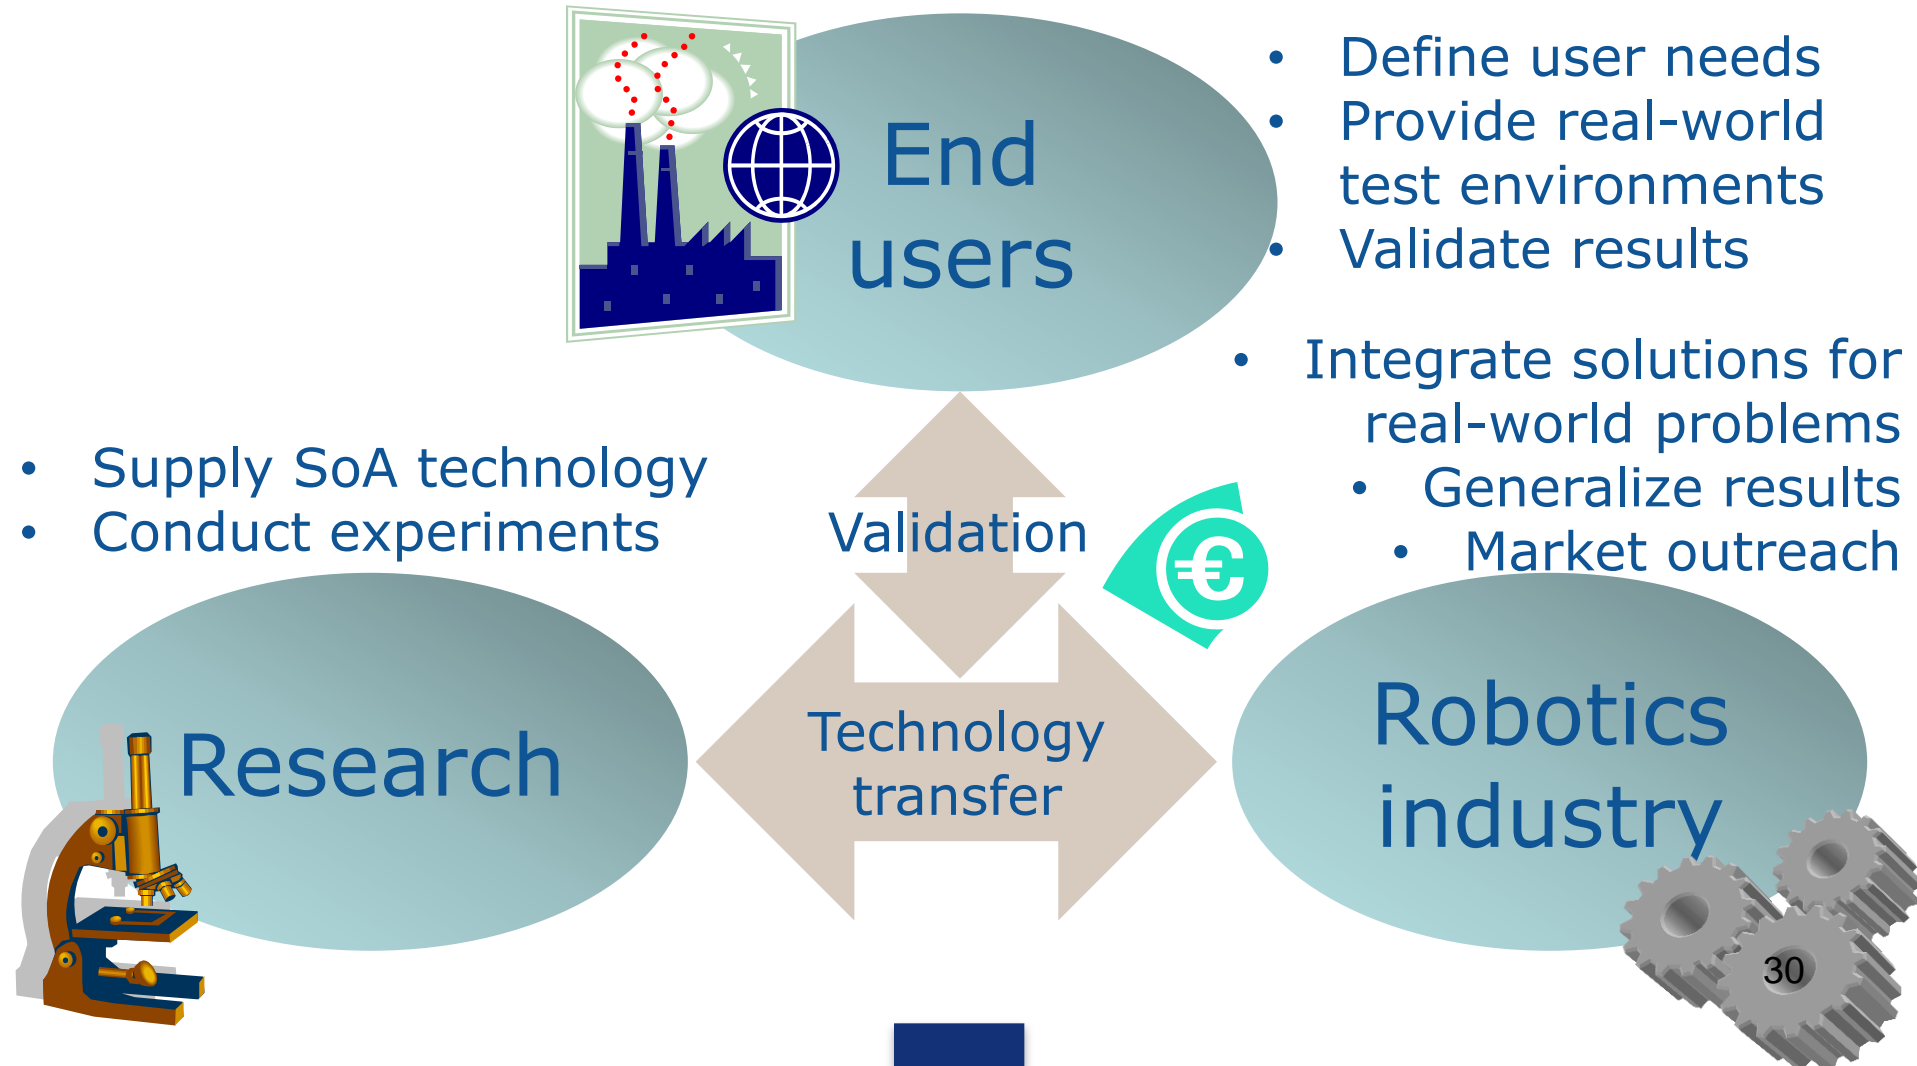 End
users
• Define user needs
• Provide real-world
test environments
• Validate results
• Integrate solutions for
real-world problems
• Generalize results
• Market outreach
• Supply SoA technology
• Conduct experiments
Validation
€
Research
Technology
transfer
Robotics
industry
30